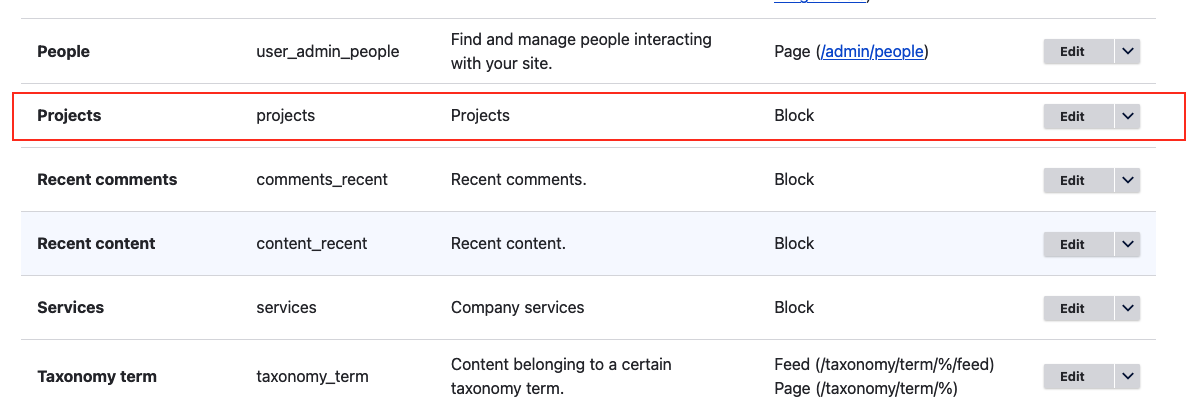 People user_admin_people Find and manage people interacting with your site. Page (/admin/people) Edit
Projects projects Projects Block Edit
Recent comments comments_recent Recent comments. Block Edit
Recent content content_recent Recent content. Block Edit
Services services Company services Block Edit
Taxonomy term taxonomy_term Content belonging to a certain taxonomy term. Feed (/taxonomy/term/%/feed) Page (/taxonomy/term/%) Edit